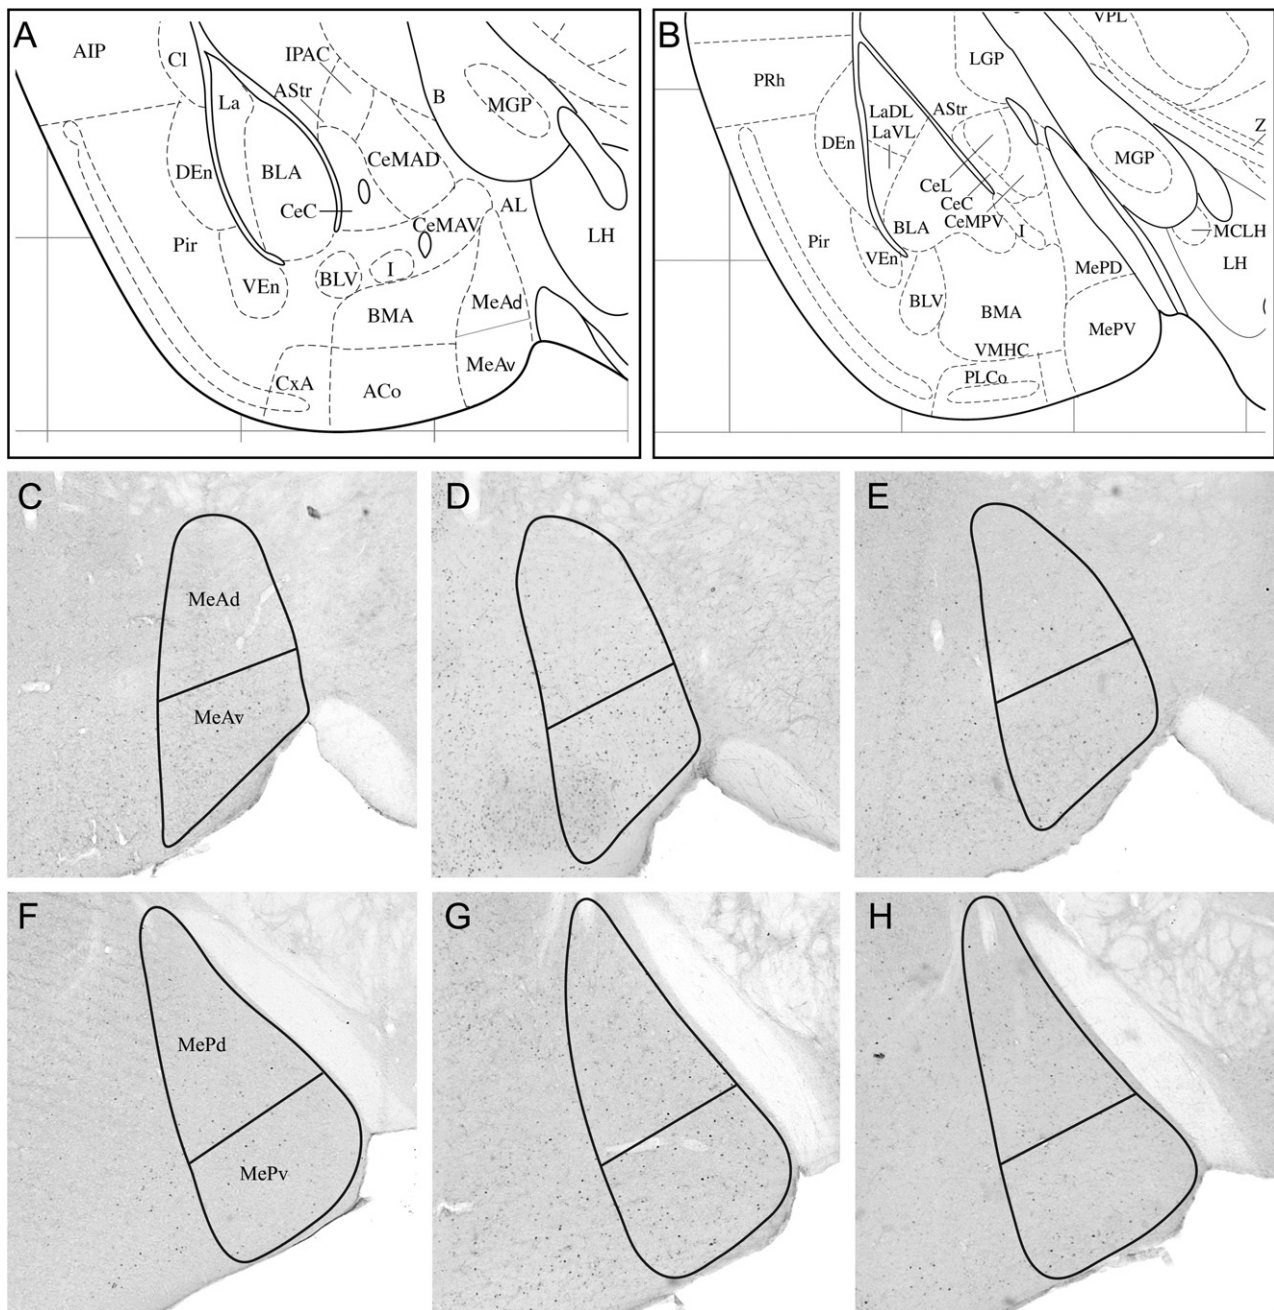 A
AIP
Cl
IPAC
AStr
La
B
MGP
CeMAD
DEn
BLA
CeC
AL
CeMAV
Pir
LH
VEn
BLV
I
MeAd
BMA
MeAv
CxA
ACo
B
VPL
LGP
PRh
AStr
LaDL
LaVL
Z
DEn
MGP
CeL
CeC
CeMPV
BLA
I
Pir
MCLH
VEn
LH
MePD
BLV
BMA
MePV
VMHC
PLCo
C
MeAd
MeAv
D
E
F
MePd
MePv
G
H